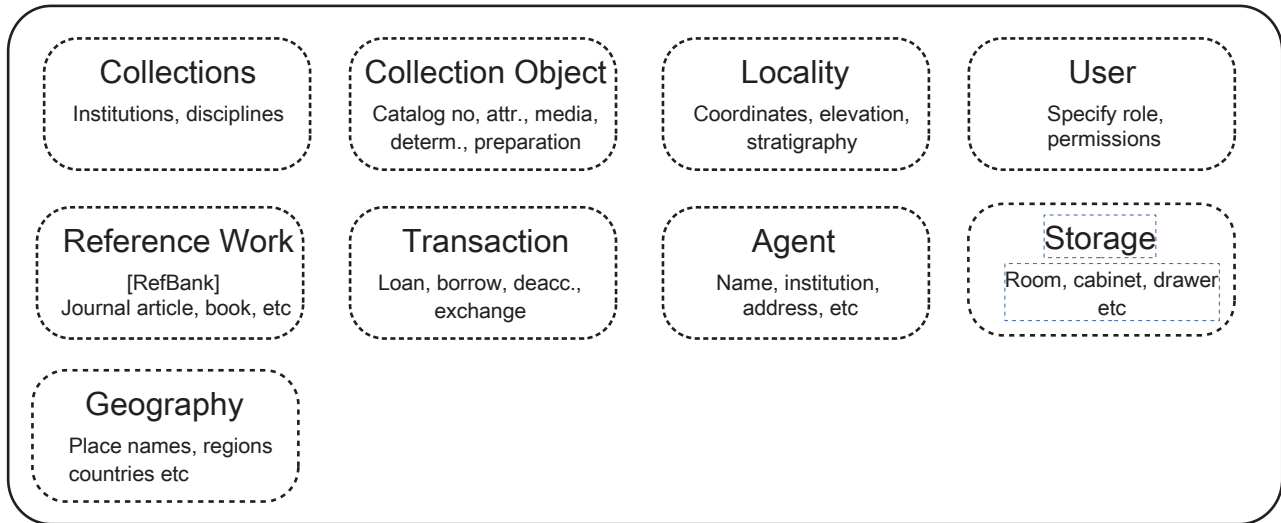 Collections
Institutions, disciplines
Collection Object
Catalog no, attr., media,
determ., preparation
Locality
Coordinates, elevation,
stratigraphy
User
Specify role,
permissions
Reference Work
[RefBank]
Journal article, book, etc
Transaction
Loan, borrow, deacc.,
exchange
Agent
Name, institution,
address, etc
Storage
Room, cabinet, drawer
etc
Geography
Place names, regions
countries etc